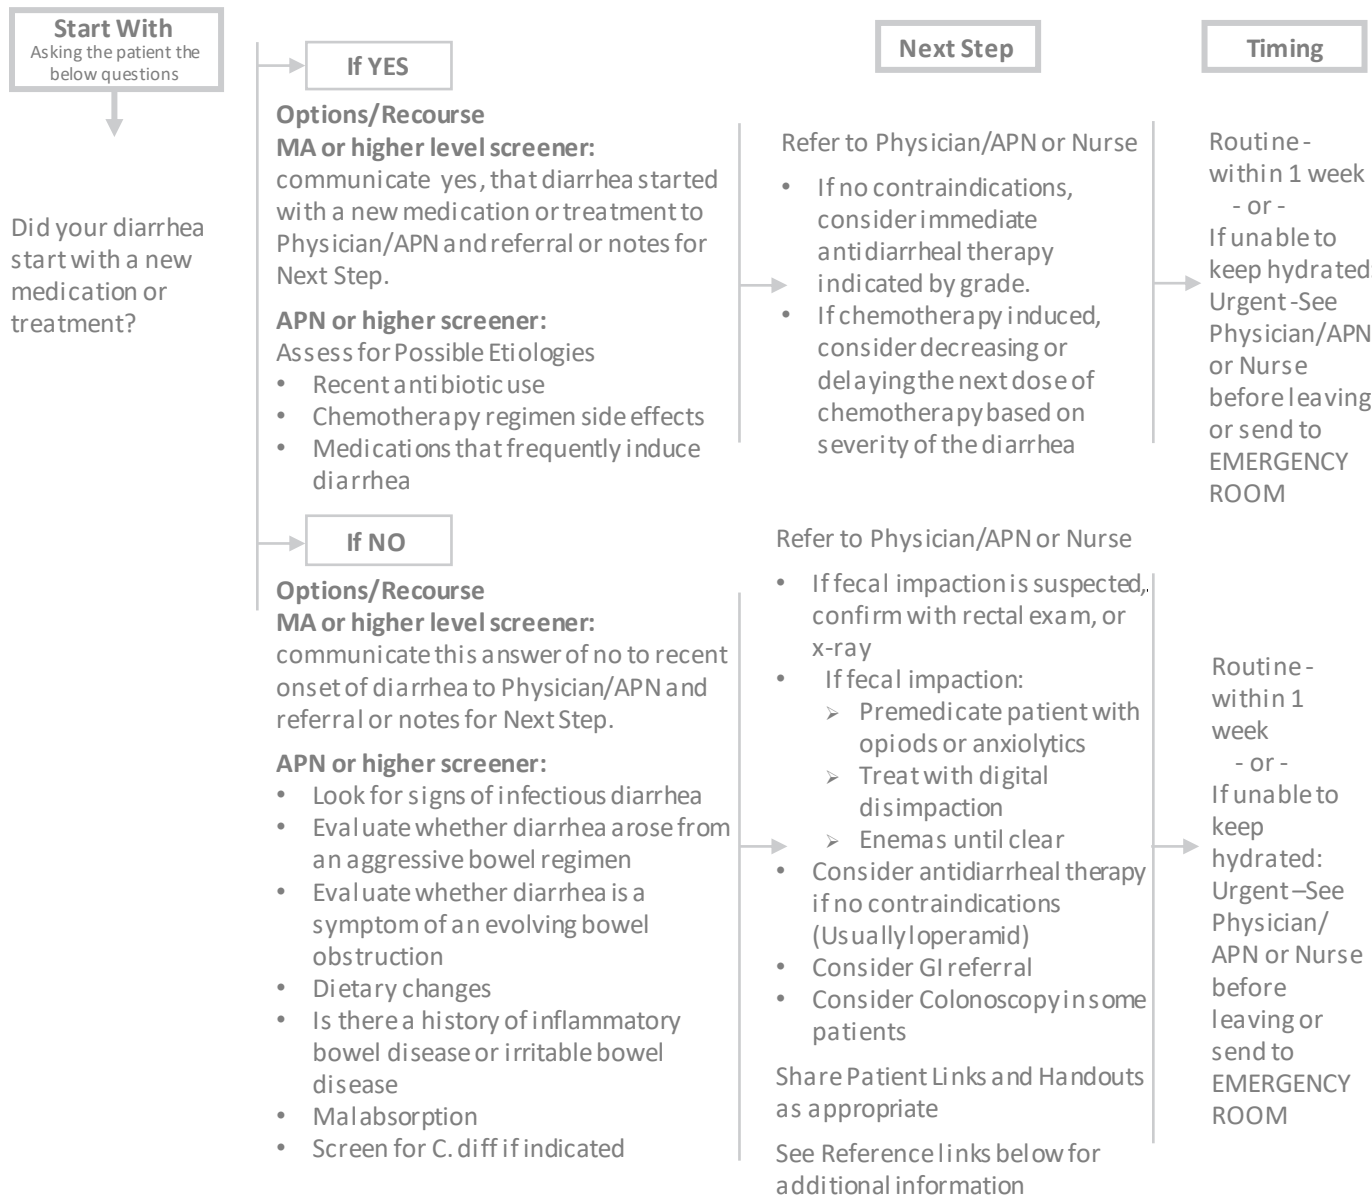 Start With
Asking the patient the
below questions
Did your diarrhea
start with a new
medication or
treatment?
If YES
Options/Recourse
MA or higher level screener:
communicate yes, that diarrhea started
with a new medication or treatment to
Physician/APN and referral or notes for
Next Step.
APN or higher screener:
Assess for Possible Etiologies
• Recent antibiotic use
• Chemotherapy regimen side effects
• Medications that frequently induce
diarrhea
Next Step
Refer to Physician/APN or Nurse
• If no contraindications,
consider immediate
antidiarrheal therapy
indicated by grade.
• If chemotherapy induced,
consider decreasing or
delaying the next dose of
chemotherapy based on
severity of the diarrhea
Timing
Routine -
within 1 week
- or -
If unable to
keep hydrated
Urgent -See
Physician/APN
or Nurse
before leaving
or send to
EMERGENCY
ROOM
If NO
Options/Recourse
MA or higher level screener:
communicate this answer of no to recent
onset of diarrhea to Physician/APN and
referral or notes for Next Step.
APN or higher screener:
• Look for signs of infectious diarrhea
• Evaluate whether diarrhea arose from
an aggressive bowel regimen
• Evaluate whether diarrhea is a
symptom of an evolving bowel
obstruction
• Dietary changes
• Is there a history of inflammatory
bowel disease or irritable bowel
disease
• Malabsorption
• Screen for C. diff if indicated
Refer to Physician/APN or Nurse
• If fecal impaction is suspected,
confirm with rectal exam, or
x-ray
• If fecal impaction:
➢ Premedicate patient with
opiods or anxiolytics
➢ Treat with digital
disimpaction
➢ Enemas until clear
• Consider antidiarrheal therapy
if no contraindications
(Usually loperamid)
• Consider GI referral
• Consider Colonoscopy in some
patients
Share Patient Links and Handouts
as appropriate
See Reference links below for
additional information
Routine -
within 1
week
- or -
If unable to
keep
hydrated:
Urgent –See
Physician/
APN or Nurse
before
leaving or
send to
EMERGENCY
ROOM